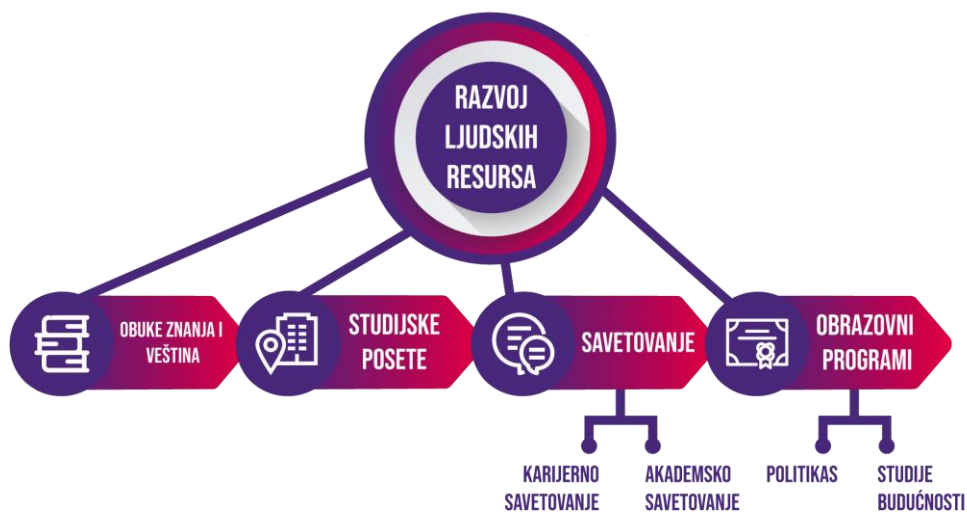 RAZVOJ
LJUDSKIH
RESURSA
OBUKE ZNANJA I
VEŠTINA
STUDIJSKE
POSETE
SAVETOVANJE
OBRAZOVNI
PROGRAMI
KARIJERNO
SAVETOVANJE
AKADEMSKO
SAVETOVANJE
POLITIKAS
STUDIJE
BUDUĆNOSTI